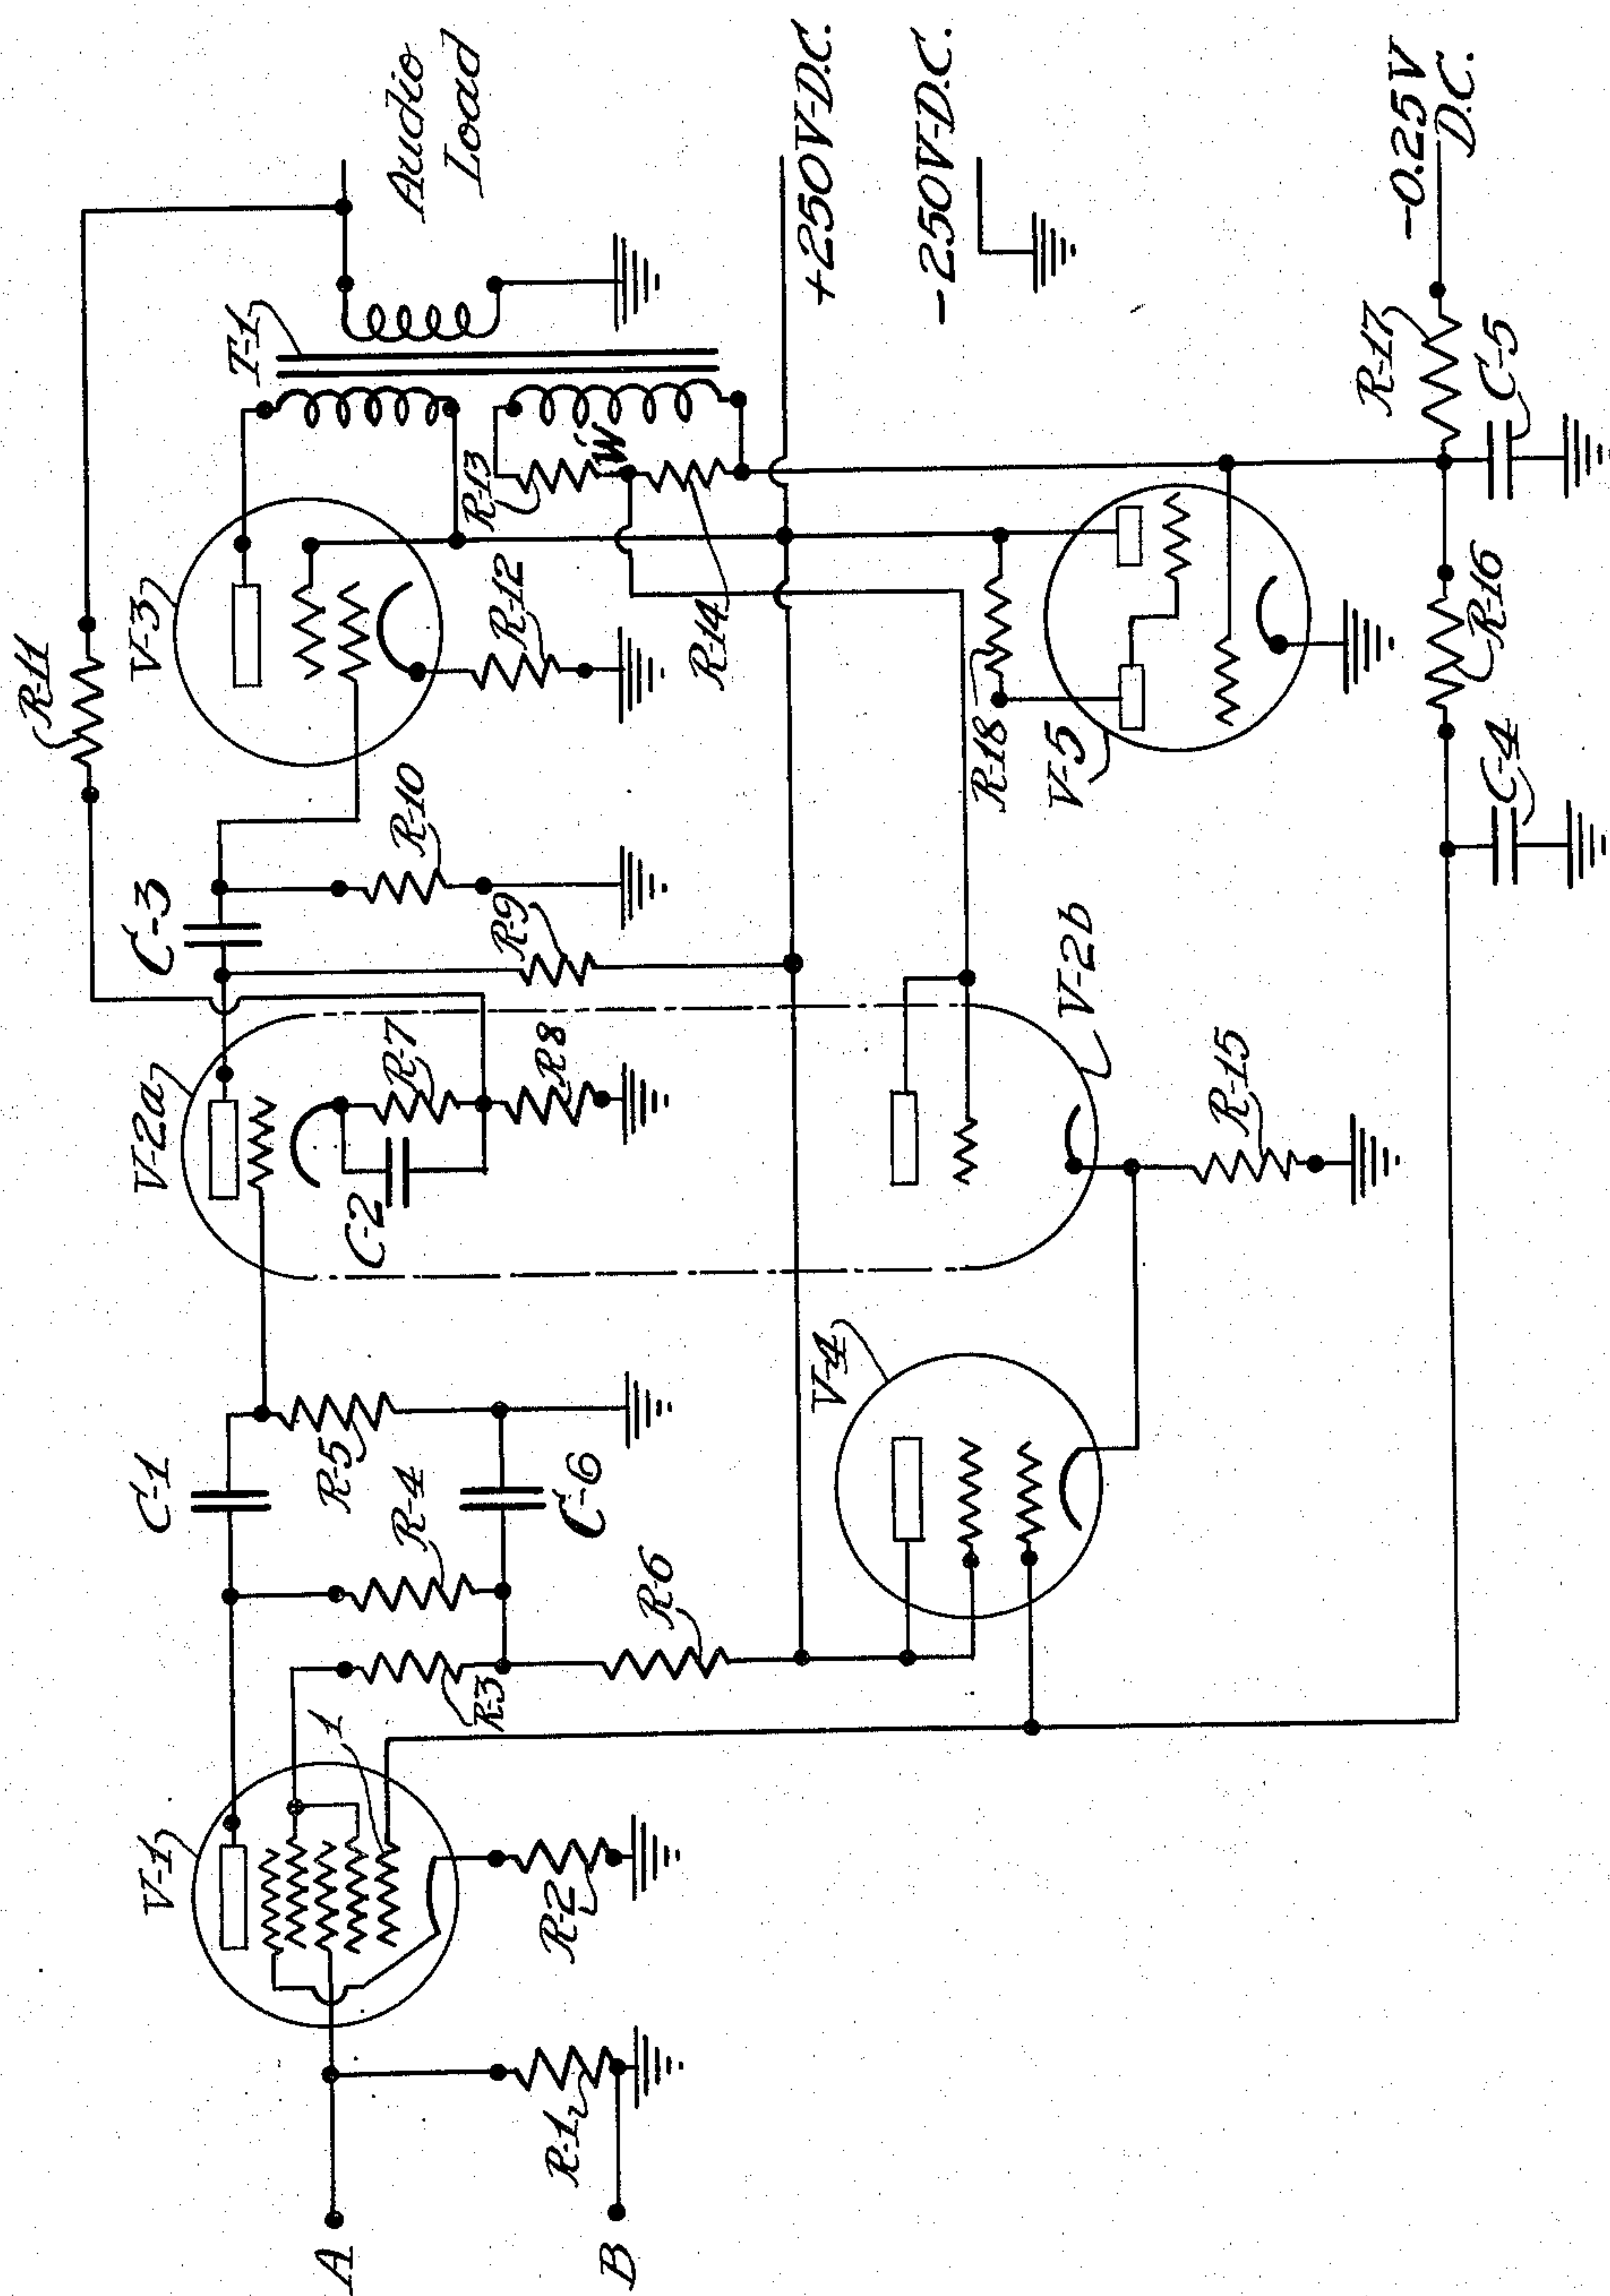 R-11
Audio
Load
T-1
V-3
C-3
V-2a
C-1
V-1
R-10
R-12
R-13
W
R-9
R-7
R8
C-2
R-5
R-4
C-6
R-3
1
R-6
R-2
R-1
A
B
R-14
+250V-D.C.
-250V-D.C.
R-18
V-5
V-2b
V-4
R-15
R-17
C-5
-0.25V
D.C.
R-16
C-4